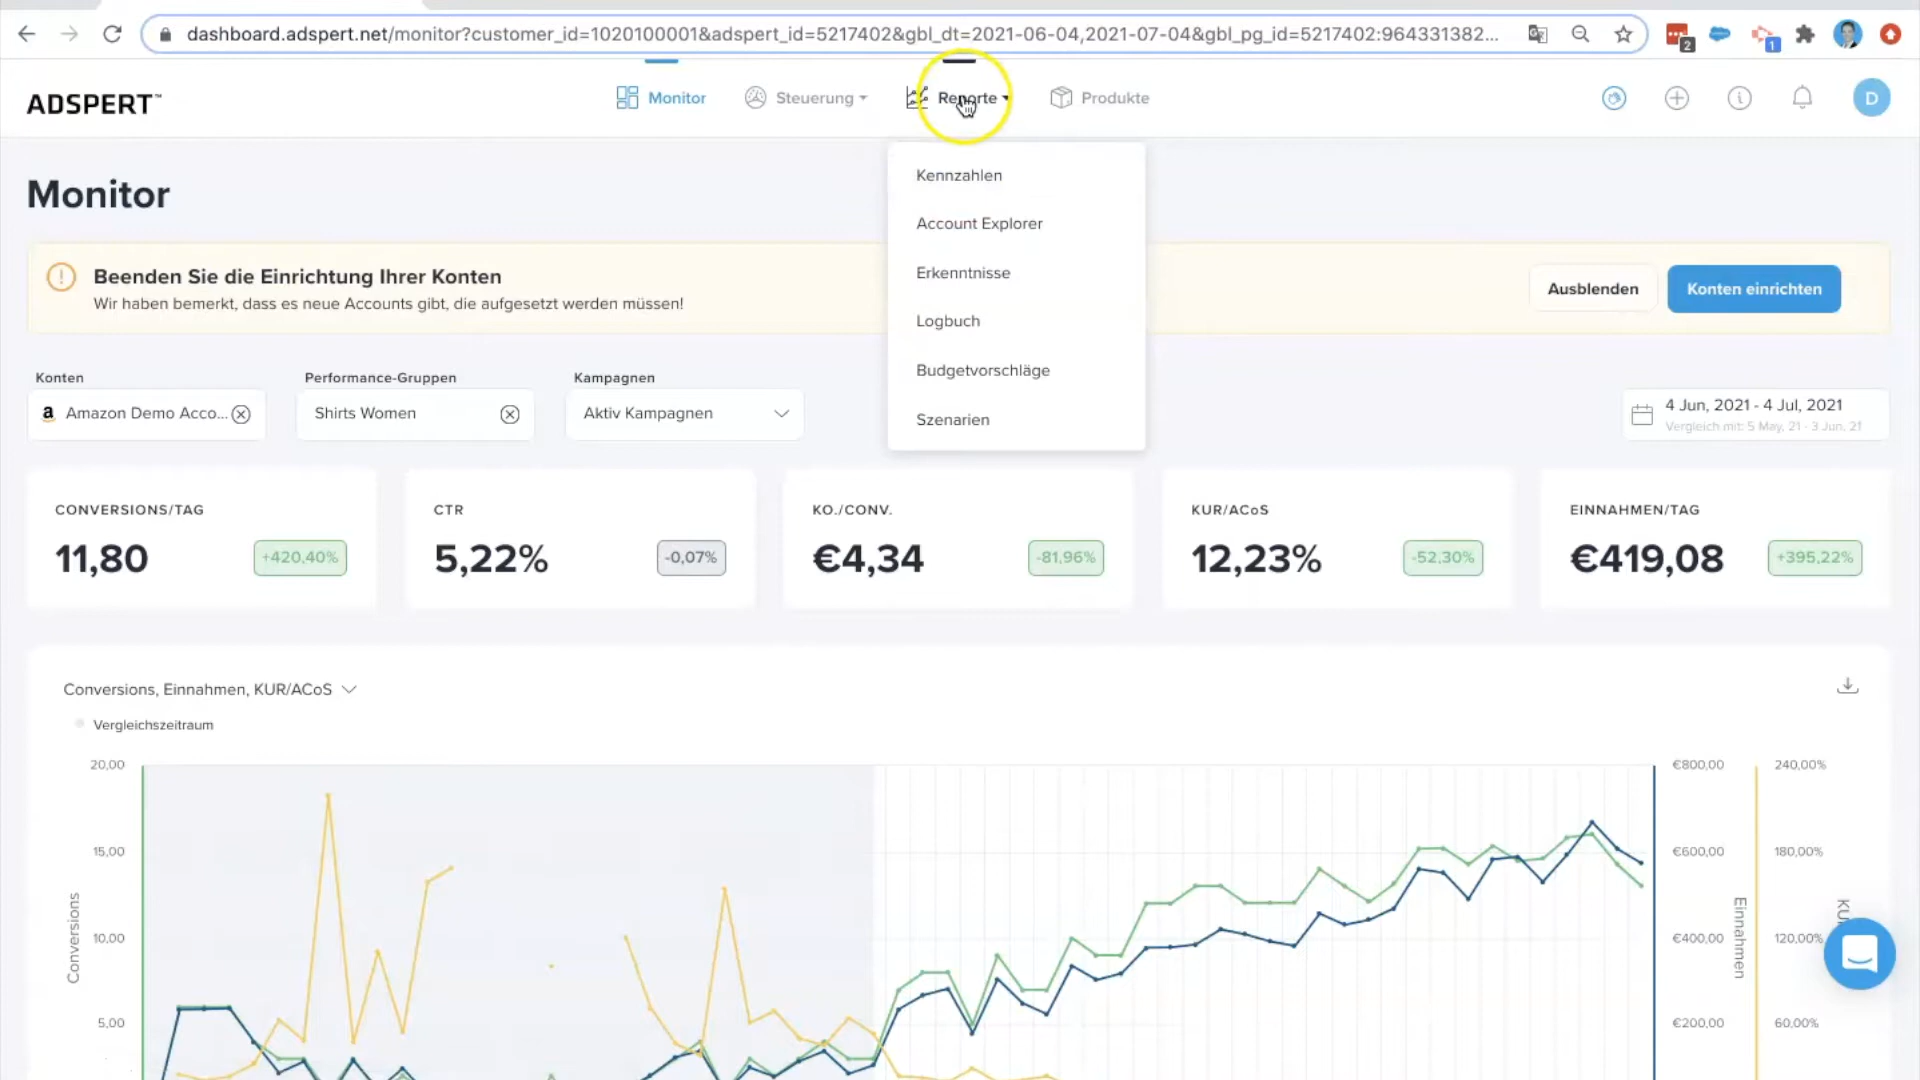 dashboard.adspert.net/monitor?customer_id=1020100001&adspert_id=5217402&gbl_dt=2021-06-04,2021-07-04&gbl_pg_id=5217402:964331382...
2
1
ADSPERT™
Monitor
Steuerung
Reporte
Produkte
D
Kennzahlen
Account Explorer
Erkenntnisse
Logbuch
Budgetvorschläge
Szenarien
Monitor
Beenden Sie die Einrichtung Ihrer Konten
Wir haben bemerkt, dass es neue Accounts gibt, die aufgesetzt werden müssen!
Ausblenden
Konten einrichten
Konten
Performance-Gruppen
Kampagnen
a Amazon Demo Acco...
Shirts Women
Aktiv Kampagnen
4 Jun, 2021 - 4 Jul, 2021
Vergleich mit: 5 May, 21 - 3 Jun, 21
CONVERSIONS/TAG
11,80
+420,40%
CTR
5,22%
-0,07%
KO./CONV.
€4,34
-81,96%
KUR/ACoS
12,23%
-52,30%
EINNAHMEN/TAG
€419,08
+395,22%
Conversions, Einnahmen, KUR/ACoS
Vergleichszeitraum
20,00
15,00
10,00
5,00
Conversions
€800,00
€600,00
€400,00
€200,00
Einnahmen
240,00%
180,00%
120,00%
60,00%
KU